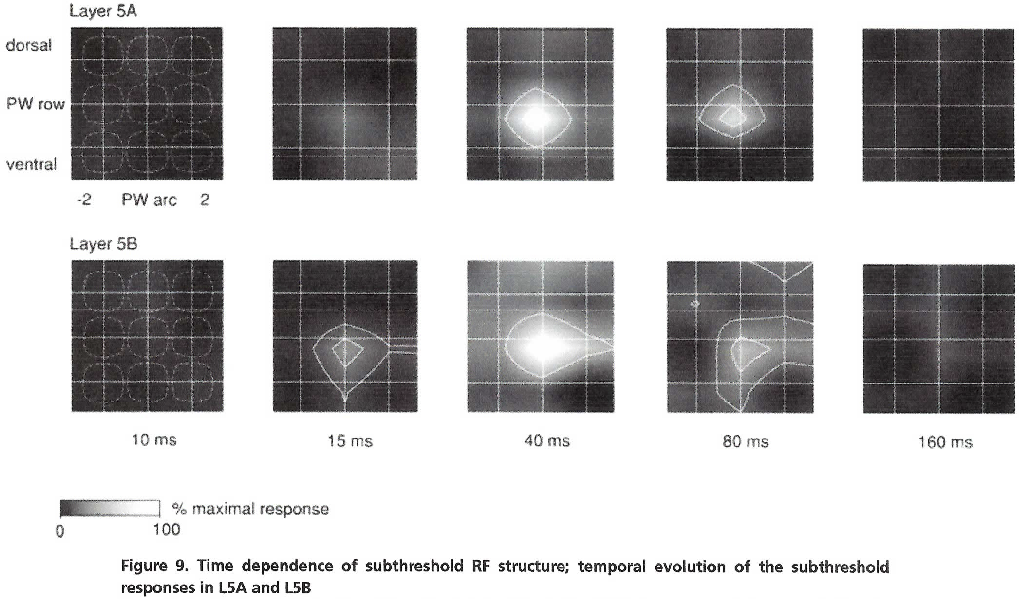 Layer 5A
dorsal
PW row
ventral
-2 PW arc 2
Layer 5B
10 ms 15 ms 40 ms 80 ms 160 ms
% maximal response
0 100
Figure 9. Time dependence of subthreshold RF structure; temporal evolution of the subthreshold
responses in L5A and L5B